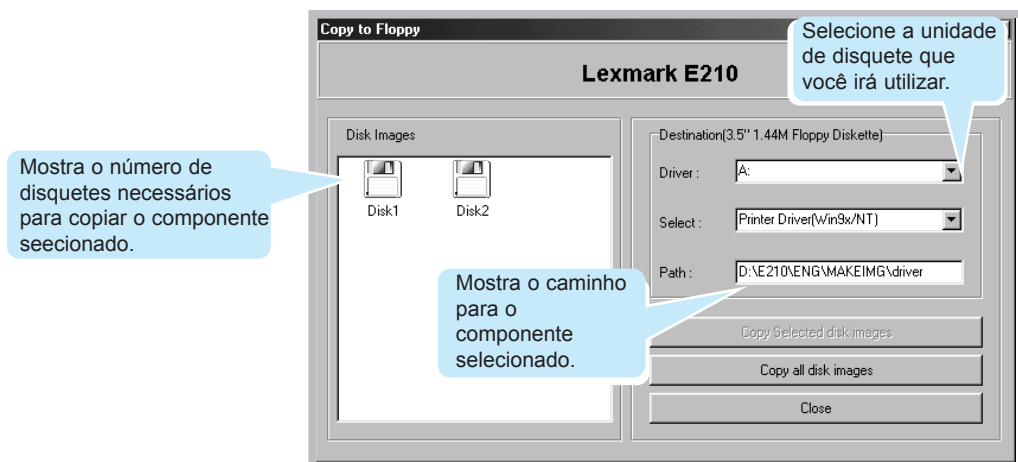 Copy to Floppy
Selecione a unidade
de disquete que
você irá utilizar.
Lexmark E210
Disk Images
Disk1 Disk2
Mostra o número de
disquetes necessários
para copiar o componente
seecionado.
Destination(3.5'' 1.44M Floppy Diskette)
Driver : A:
Select : Printer Driver(Win9x/NT)
Path : D:\E210\ENG\MAKEIMG\driver
Mostra o caminho
para o
componente
selecionado.
Copy Selected disk images
Copy all disk images
Close